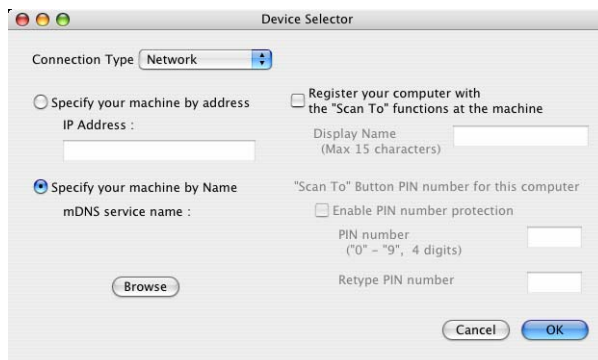 Device Selector
Connection Type Network
Specify your machine by address
IP Address :
Specify your machine by Name
mDNS service name :
Browse
Register your computer with
the "Scan To" functions at the machine
Display Name
(Max 15 characters)
"Scan To" Button PIN number for this computer
Enable PIN number protection
PIN number
("0" – "9", 4 digits)
Retype PIN number
Cancel OK